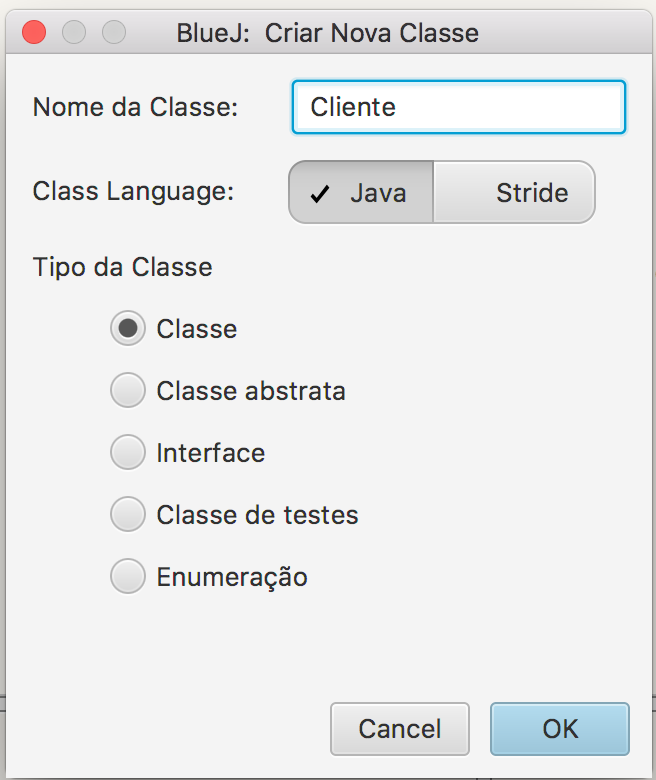 BlueJ:  Criar Nova Classe
Nome da Classe: Cliente
Class Language: ✓ Java Stride
Tipo da Classe
Classe
Classe abstrata
Interface
Classe de testes
Enumeração
Cancel OK